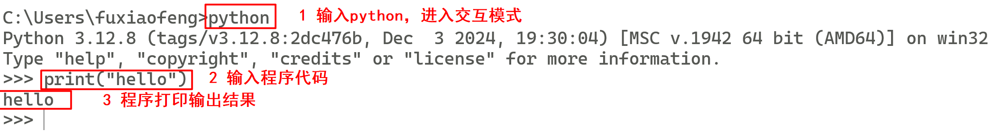 C:\Users\fuxiaofeng>python 1 输入python，进入交互模式
Python 3.12.8 (tags/v3.12.8:2dc476b, Dec  3 2024, 19:30:04) [MSC v.1942 64 bit (AMD64)] on win32
Type "help", "copyright", "credits" or "license" for more information.
>>> print("hello") 2 输入程序代码
hello 3 程序打印输出结果
>>>